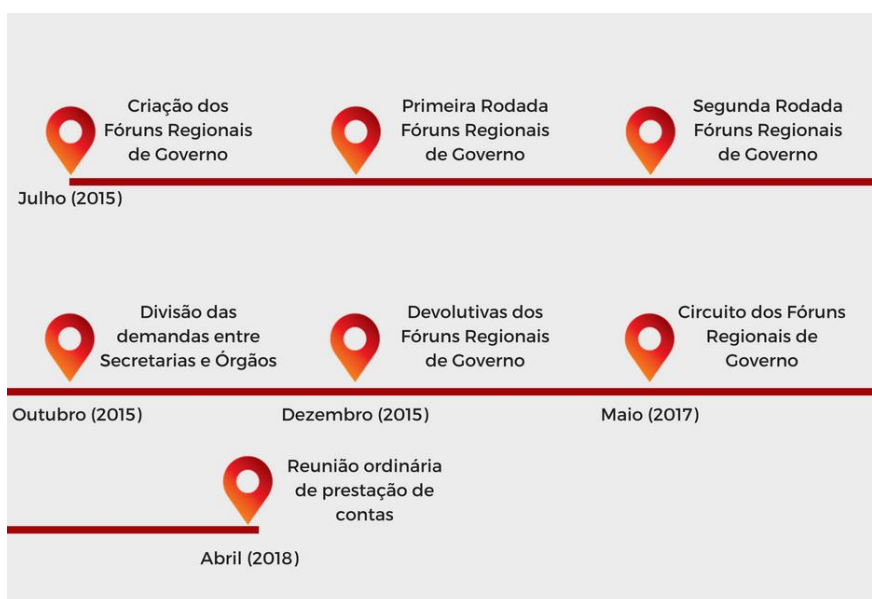 Criação dos
Fóruns Regionais
de Governo
Primeira Rodada
Fóruns Regionais
de Governo
Segunda Rodada
Fóruns Regionais
de Governo
Julho (2015)
Divisão das
demandas entre
Secretarias e Órgãos
Devolutivas dos
Fóruns Regionais
de Governo
Circuito dos Fóruns
Regionais de
Governo
Outubro (2015)
Dezembro (2015)
Maio (2017)
Reunião ordinária
de prestação de
contas
Abril (2018)